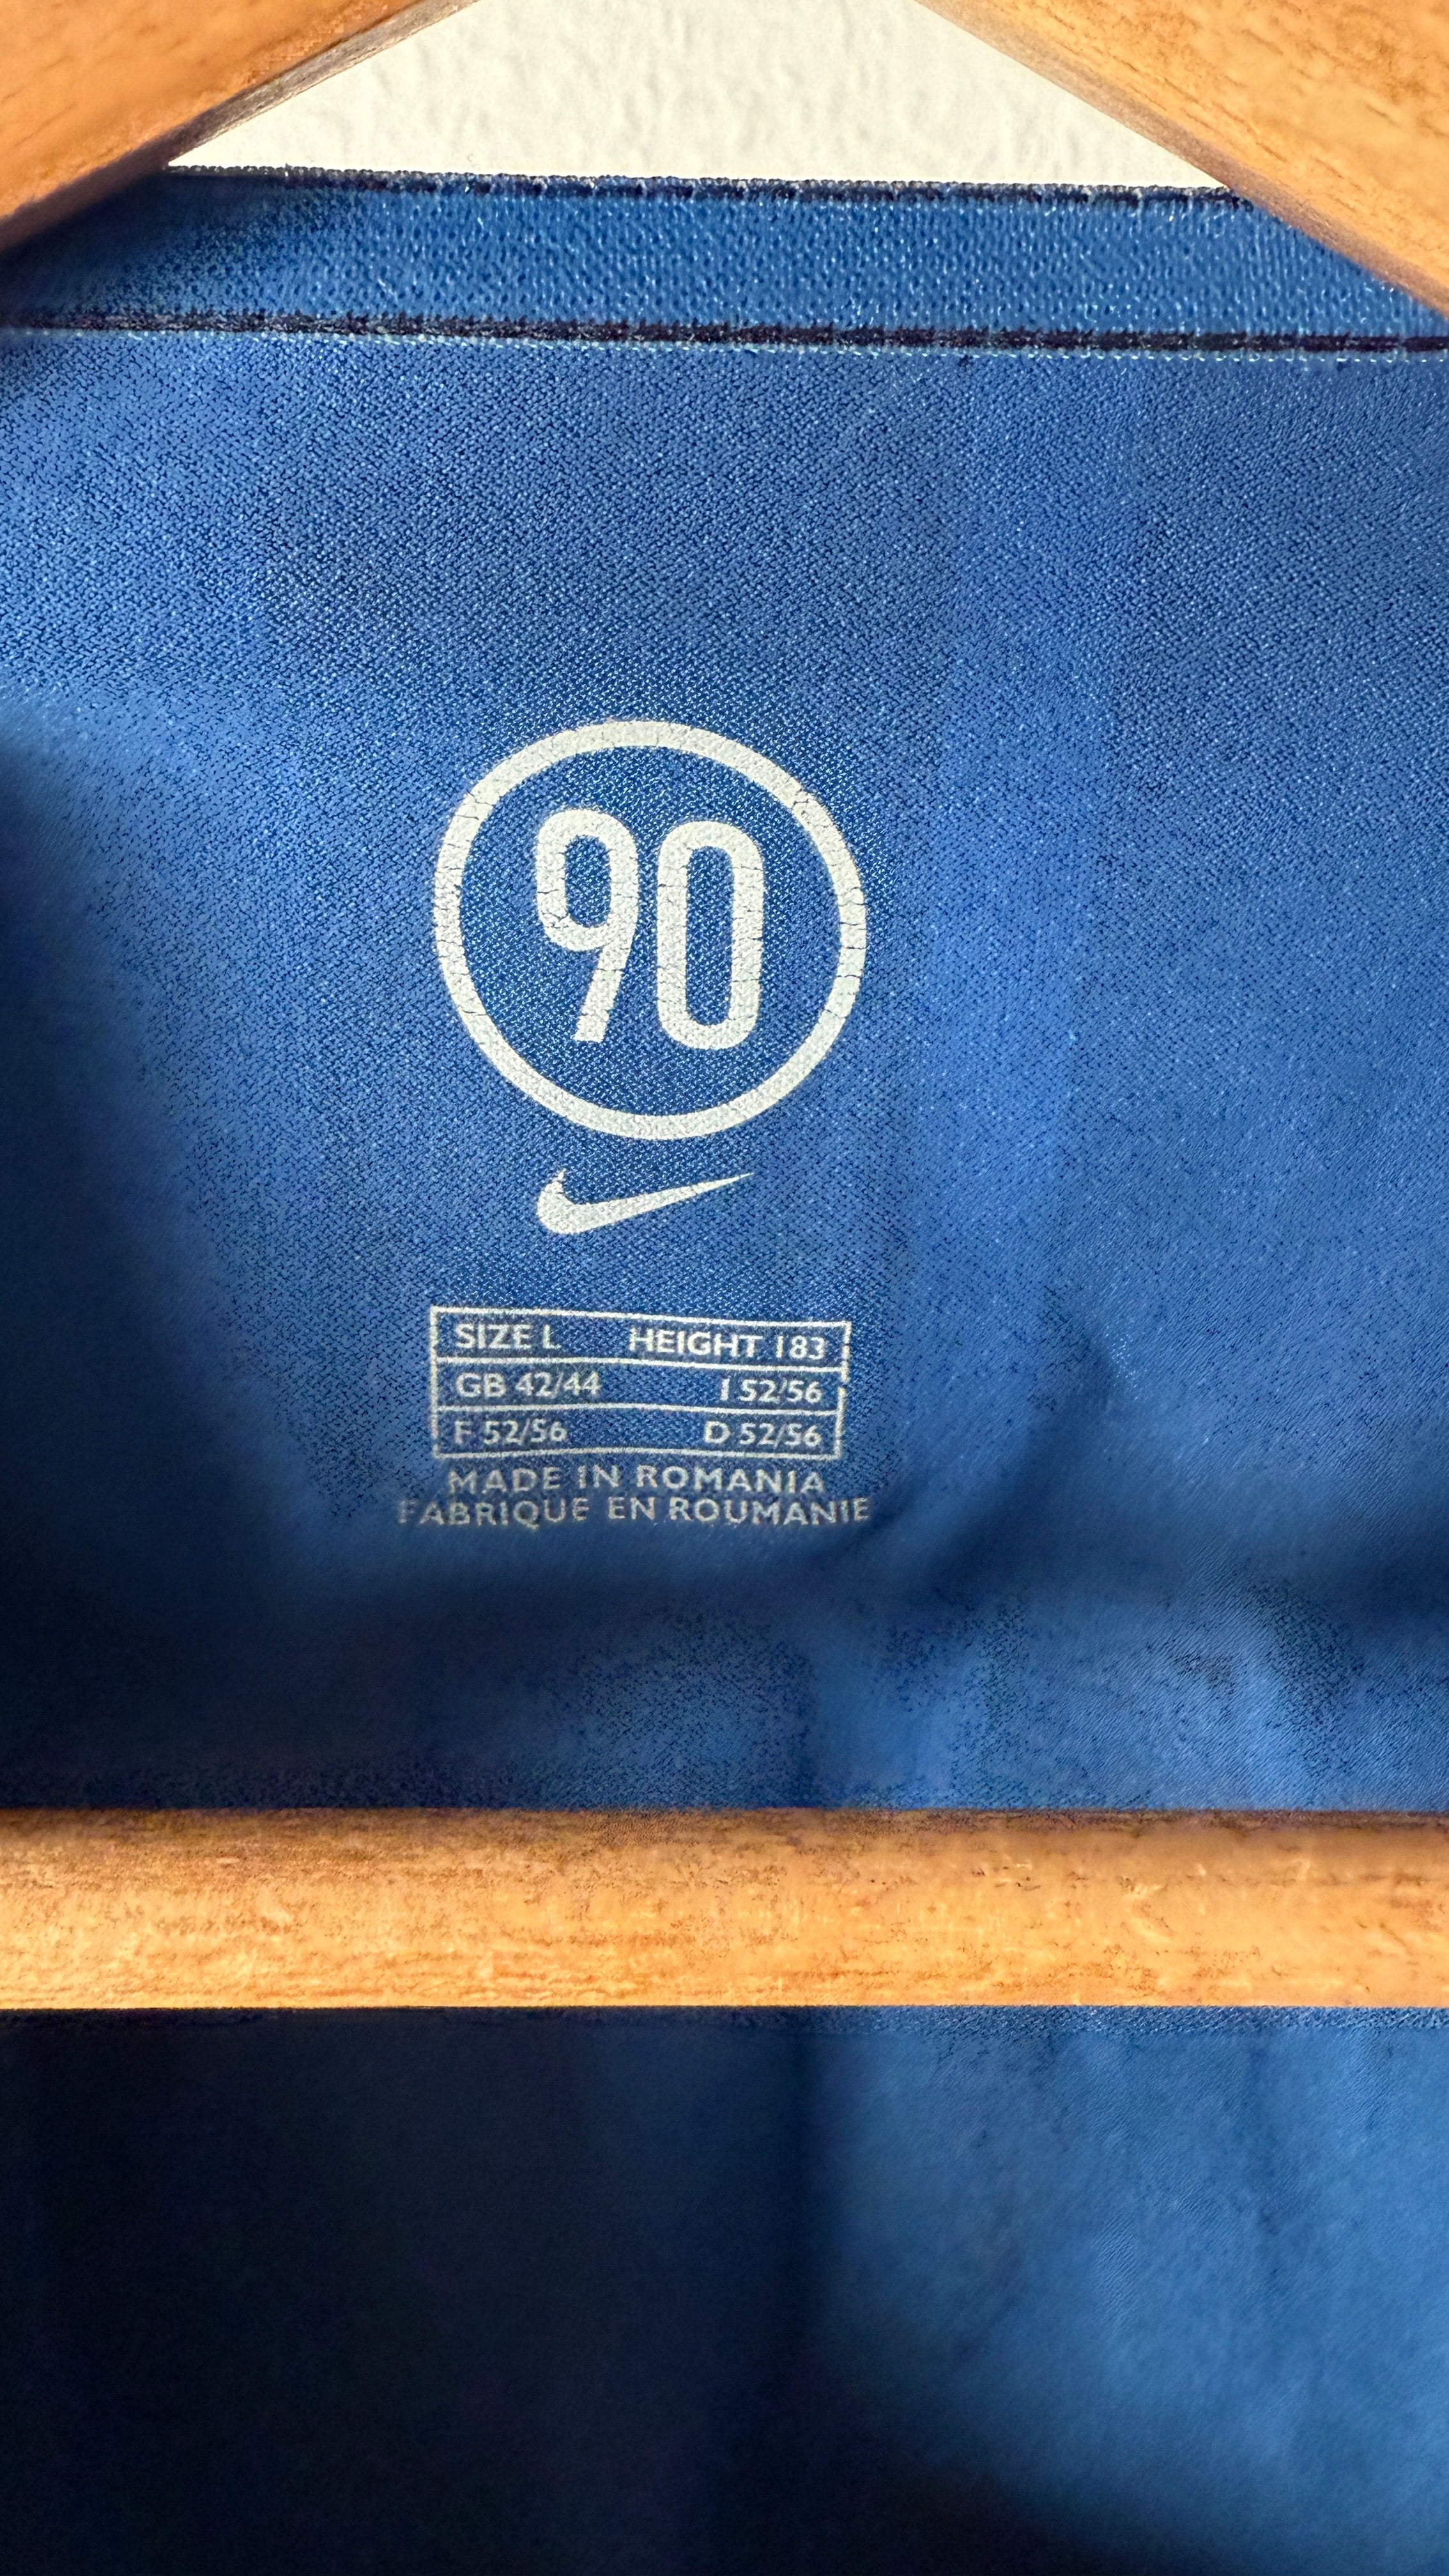 90
SIZE L HEIGHT 183
GB 42/44 I 52/56
F 52/56 D 52/56
MADE IN ROMANIA
FABRIQUE EN ROUMANIE